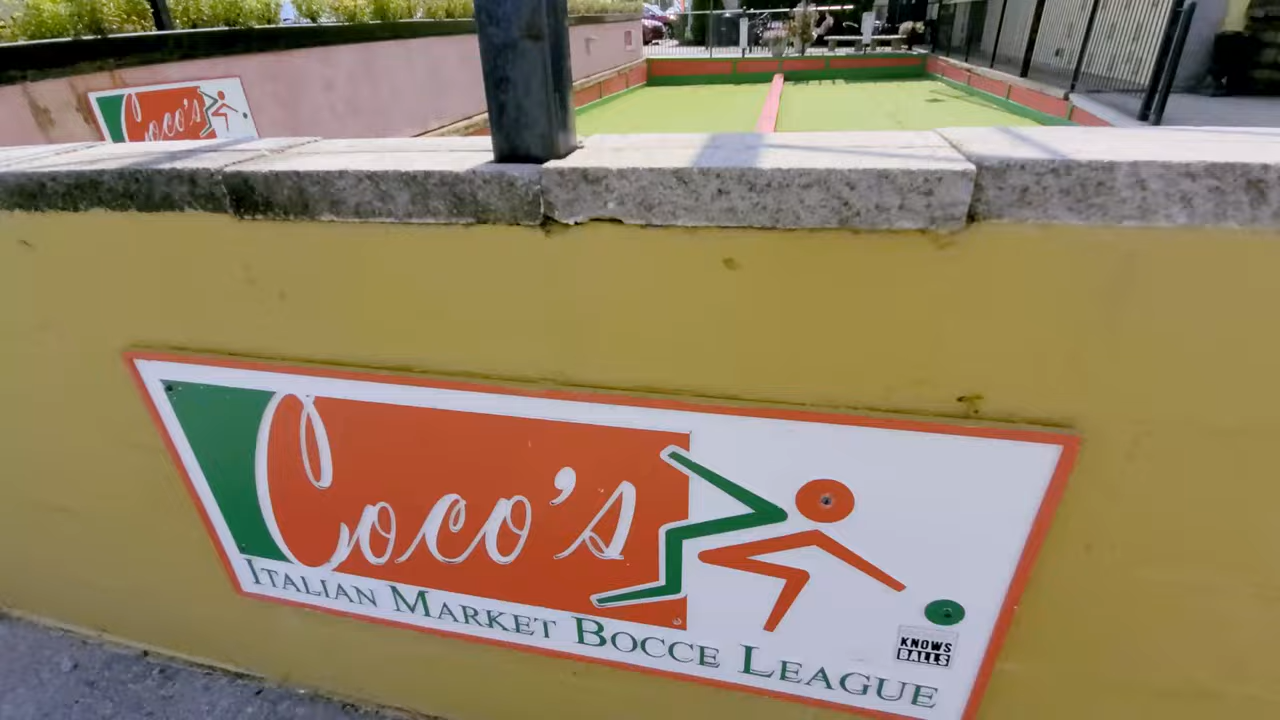 Coco's
Coco's
ITALIAN MARKET BOCCE LEAGUE
KNOWS
BALLS